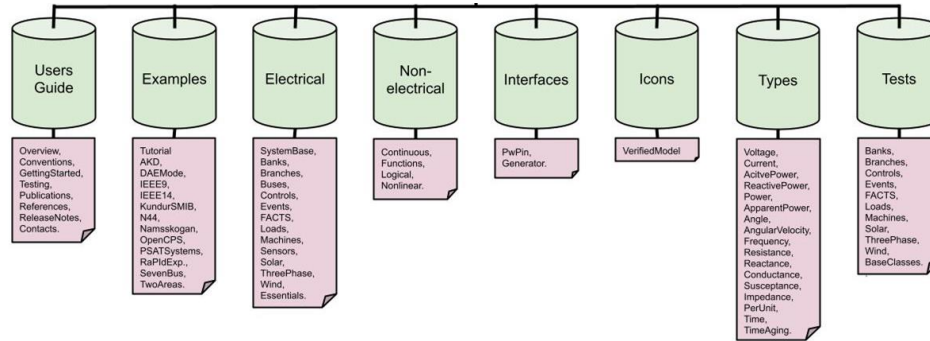 Users
Guide
Examples
Electrical
Non-
electrical
Interfaces
Icons
Types
Tests
Overview,
Conventions,
GettingStarted,
Testing,
Publications,
References,
ReleaseNotes,
Contacts.
Tutorial
AKD,
DAEMode,
IEEE9,
IEEE14,
KundurSMIB,
N44,
Namsskogan,
OpenCPS,
PSATSystems,
RaPIdExp.,
SevenBus,
TwoAreas.
SystemBase,
Banks,
Branches,
Buses,
Controls,
Events,
FACTS,
Loads,
Machines,
Sensors,
Solar,
ThreePhase,
Wind,
Essentials.
Continuous,
Functions,
Logical,
Nonlinear.
PwPin,
Generator.
VerifiedModel
Voltage,
Current,
AcitvePower,
ReactivePower,
Power,
ApparentPower,
Angle,
AngularVelocity,
Frequency,
Resistance,
Reactance,
Conductance,
Susceptance,
Impedance,
PerUnit,
Time,
TimeAging.
Banks,
Branches,
Controls,
Events,
FACTS,
Loads,
Machines,
Solar,
ThreePhase,
Wind,
BaseClasses.